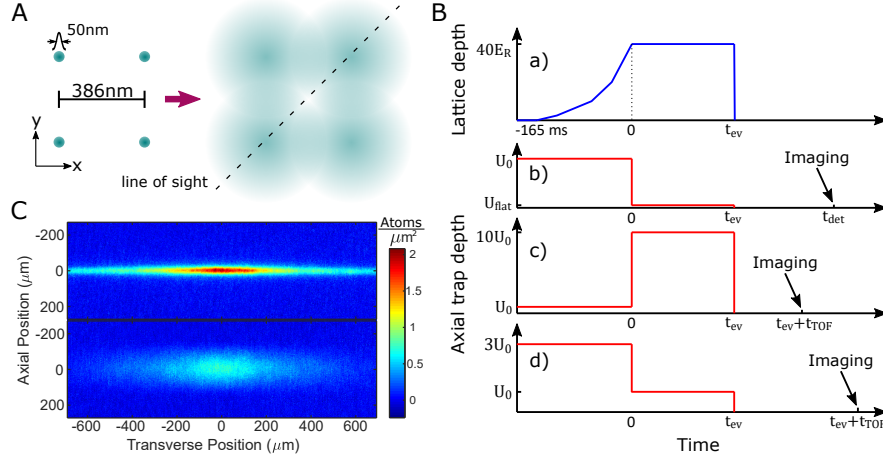 A
50nm
386nm
y
x
line of sight
B
Lattice depth
40E_R
a)
-165 ms
0
t_ev
b)
U_0
U_flat
0
t_ev
Imaging
t_det
Axial trap depth
c)
10U_0
U_0
0
t_ev
Imaging
t_ev+t_TOF
d)
3U_0
U_0
0
t_ev
Imaging
t_ev+t_TOF
Time
C
Axial Position (μm)
-200
0
200
-200
0
200
-600 -400 -200 0 200 400 600
Transverse Position (μm)
Atoms
μm²
2
1.5
1
0.5
0